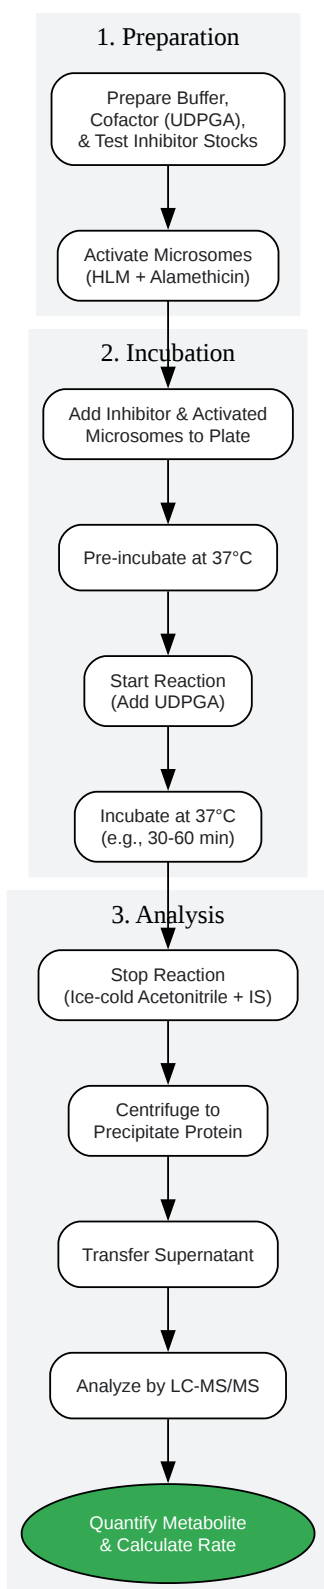 1. Preparation
Prepare Buffer,
Cofactor (UDPGA),
& Test Inhibitor Stocks
Activate Microsomes
(HLM + Alamethicin)
2. Incubation
Add Inhibitor & Activated
Microsomes to Plate
Pre-incubate at 37°C
Start Reaction
(Add UDPGA)
Incubate at 37°C
(e.g., 30-60 min)
3. Analysis
Stop Reaction
(Ice-cold Acetonitrile + IS)
Centrifuge to
Precipitate Protein
Transfer Supernatant
Analyze by LC-MS/MS
Quantify Metabolite
& Calculate Rate